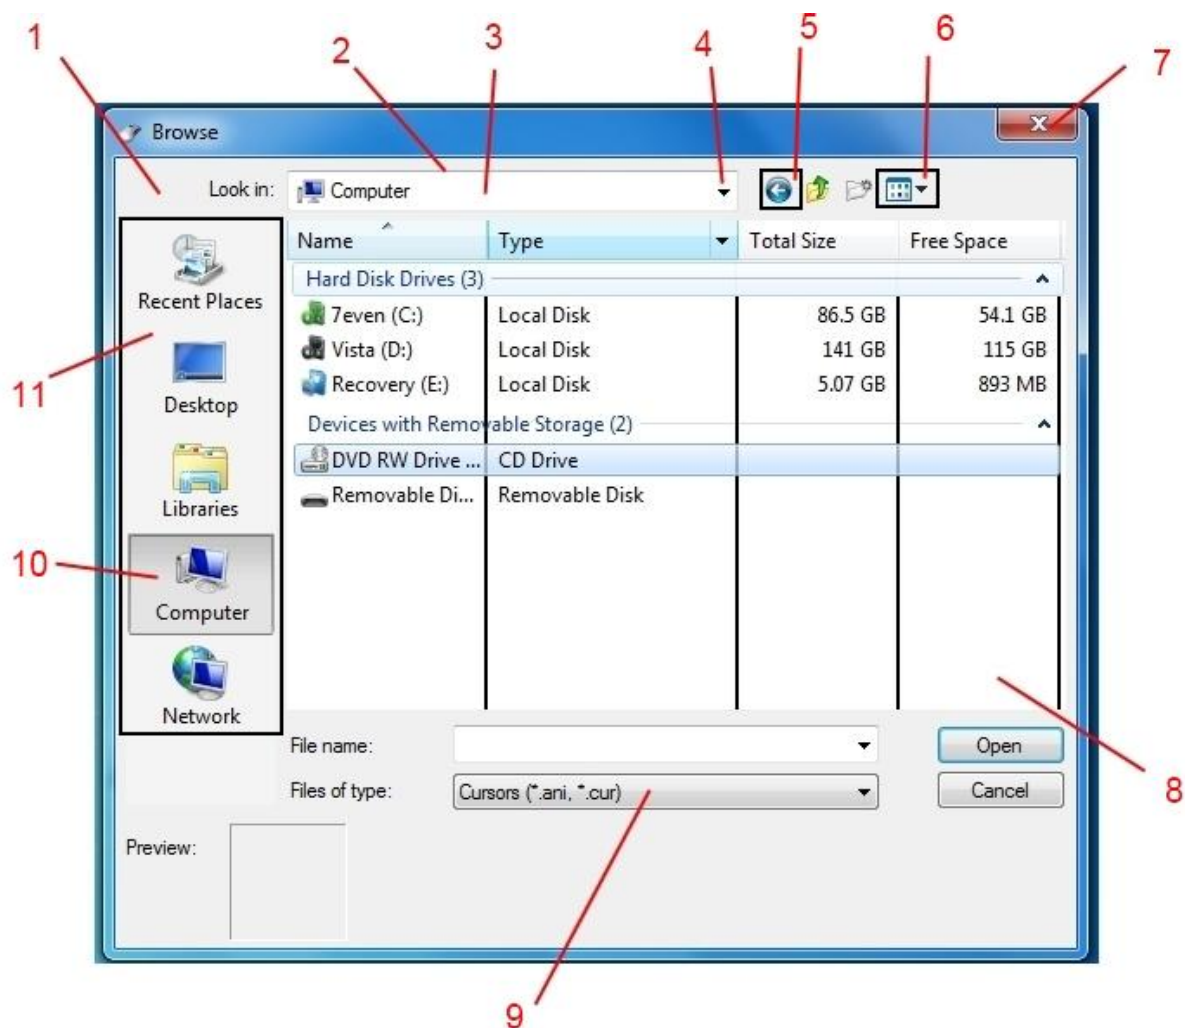 1
2
3
4
5
6
7
Browse
x
Look in:
Computer
Name
Type
Total Size
Free Space
Hard Disk Drives (3)
7even (C:)
Local Disk
86.5 GB
54.1 GB
Vista (D:)
Local Disk
141 GB
115 GB
Recovery (E:)
Local Disk
5.07 GB
893 MB
Devices with Removable Storage (2)
DVD RW Drive ...
CD Drive
Removable Di...
Removable Disk
Recent Places
11
Desktop
Libraries
10
Computer
Network
File name:
Open
8
Files of type:
Cursors (*.ani, *.cur)
Cancel
Preview:
9